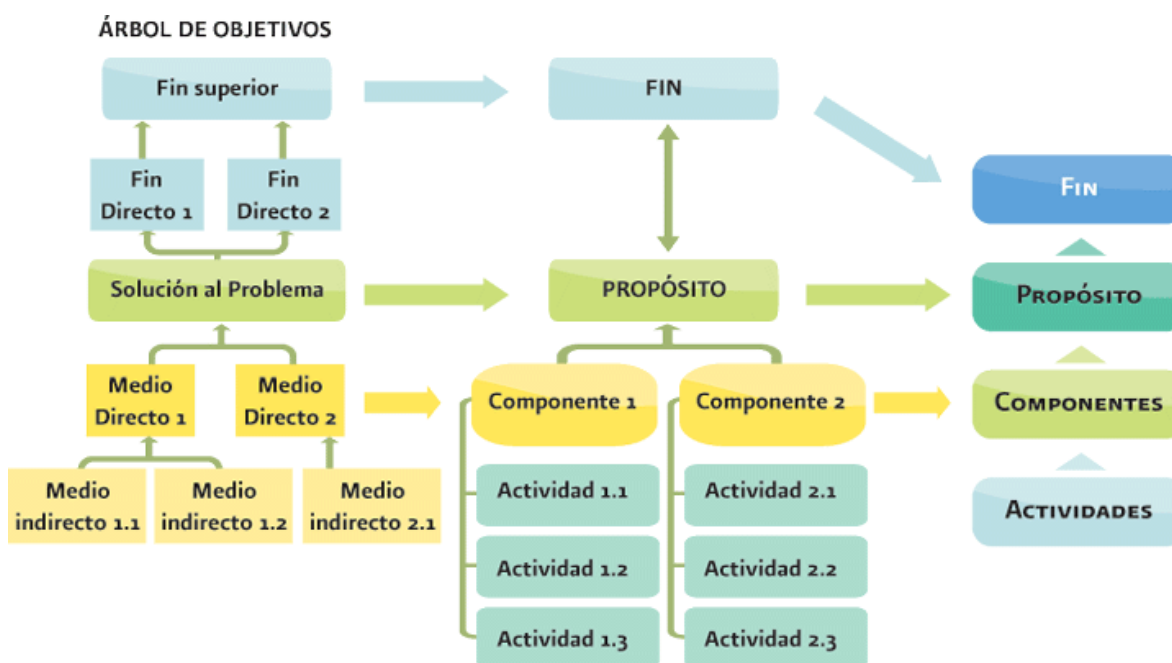 ÁRBOL DE OBJETIVOS
Fin superior
Fin
Directo 1
Fin
Directo 2
Solución al Problema
Medio
Directo 1
Medio
Directo 2
Medio
indirecto 1.1
Medio
indirecto 1.2
Medio
indirecto 2.1
FIN
PROPÓSITO
Componente 1
Componente 2
Actividad 1.1
Actividad 1.2
Actividad 1.3
Actividad 2.1
Actividad 2.2
Actividad 2.3
FIN
PROPÓSITO
COMPONENTES
ACTIVIDADES